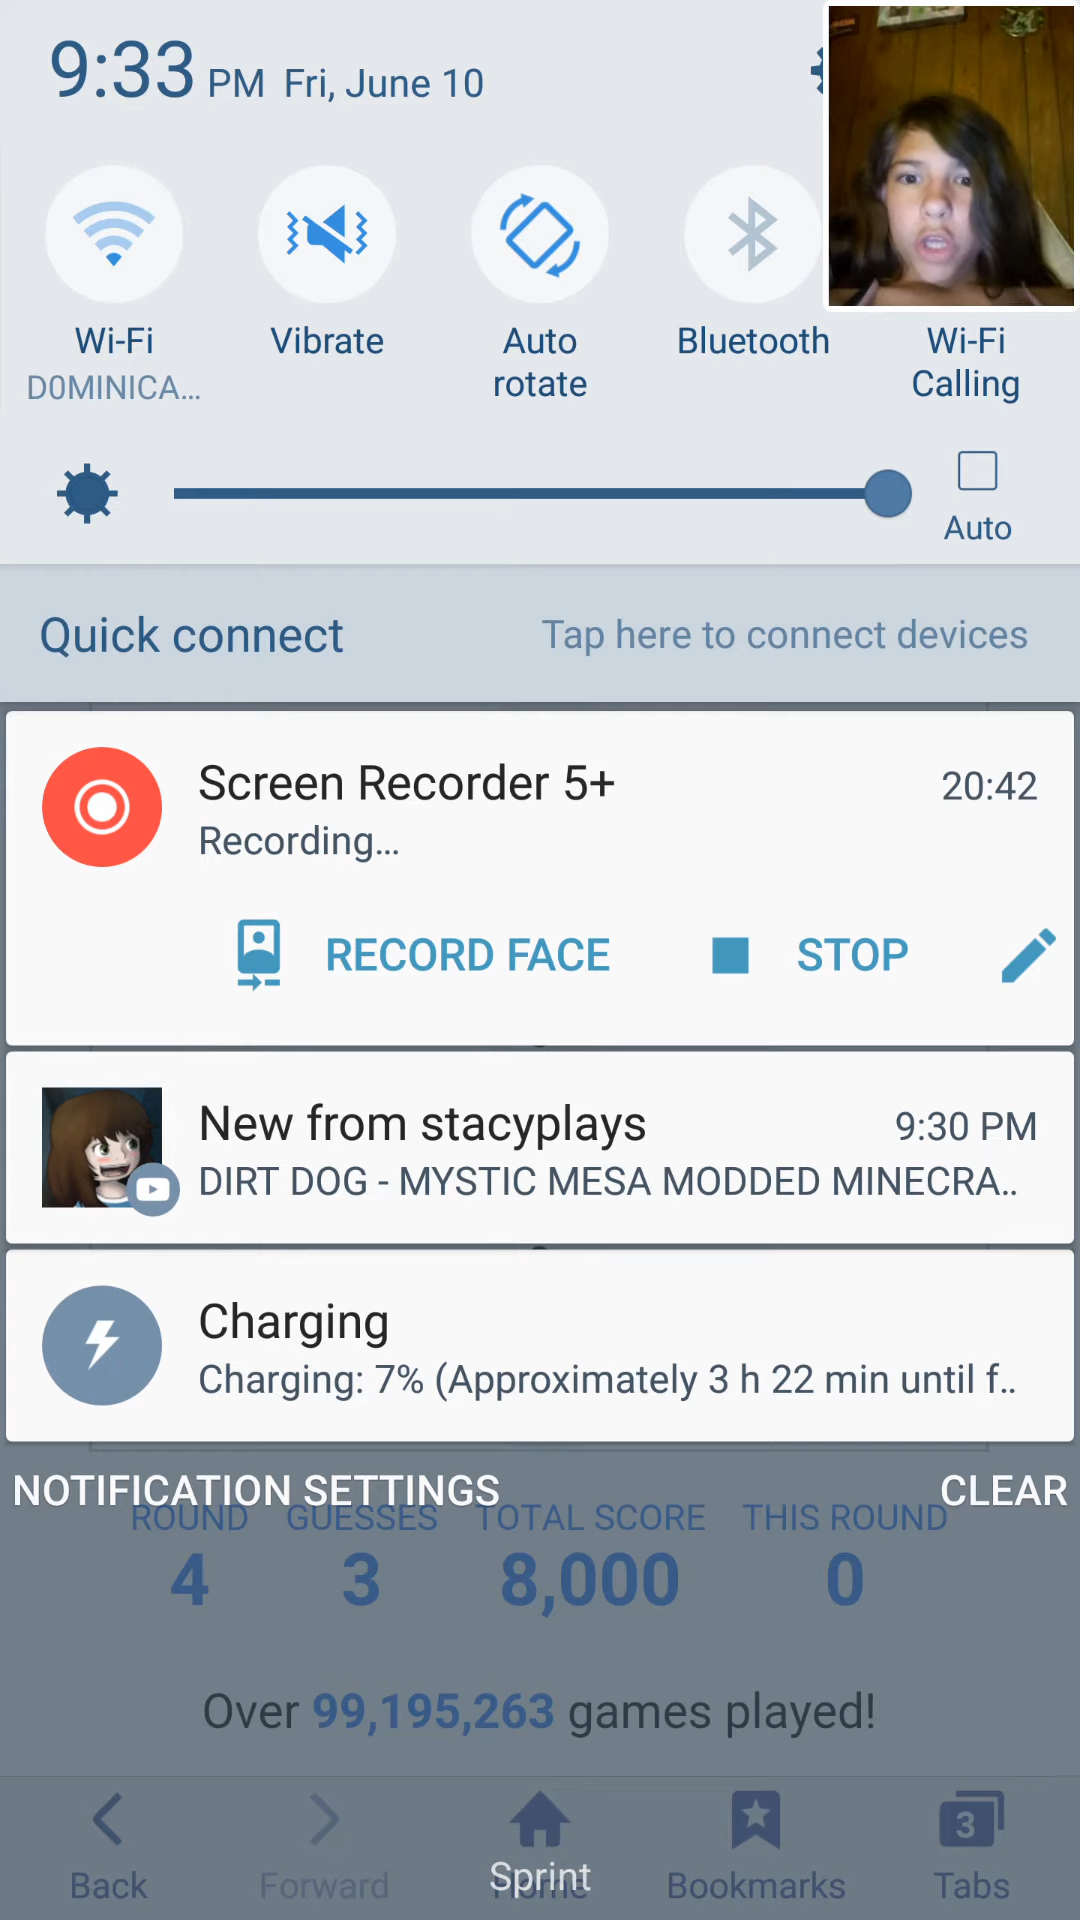 9:33 PM Fri, June 10
Wi-Fi
D0MINICA...
Vibrate
Auto
rotate
Bluetooth
Wi-Fi
Calling
Auto
Quick connect
Tap here to connect devices
Screen Recorder 5+
20:42
Recording...
RECORD FACE
STOP
New from stacyplays
9:30 PM
DIRT DOG - MYSTIC MESA MODDED MINECRA..
Charging
Charging: 7% (Approximately 3 h 22 min until f..
NOTIFICATION SETTINGS
CLEAR
ROUND GUESSES TOTAL SCORE THIS ROUND
4 3 8,000 0
Over 99,195,263 games played!
3
Back Forward Home Bookmarks Tabs
Sprint